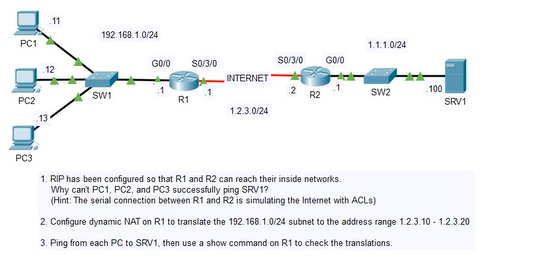 .11
PC1
192.168.1.0/24
1.1.1.0/24
G0/0
S0/3/0
S0/3/0
G0/0
.12
INTERNET
PC2
SW1
.1
R1
.1
.2
R2
.1
SW2
.100
SRV1
1.2.3.0/24
.13
PC3
1. RIP has been configured so that R1 and R2 can reach their inside networks.
Why can't PC1, PC2, and PC3 successfully ping SRV1?
(Hint: The serial connection between R1 and R2 is simulating the Internet with ACLs)
2. Configure dynamic NAT on R1 to translate the 192.168.1.0/24 subnet to the address range 1.2.3.10 - 1.2.3.20
3. Ping from each PC to SRV1, then use a show command on R1 to check the translations.